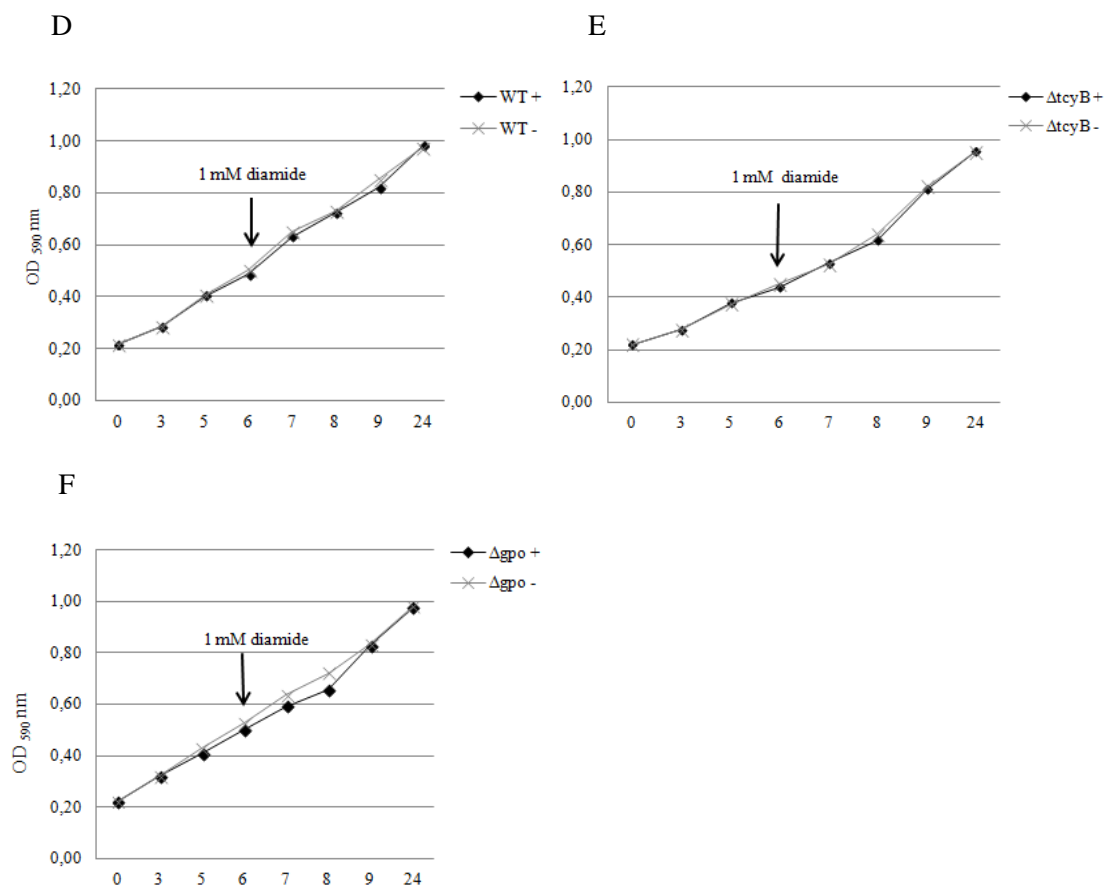 D
1,20
1,00
0,80
0,60
0,40
0,20
0,00
OD 590 nm
1 mM diamide
WT +
WT -
0 3 5 6 7 8 9 24
E
1,20
1,00
0,80
0,60
0,40
0,20
0,00
1 mM diamide
ΔtcyB +
ΔtcyB -
0 3 5 6 7 8 9 24
F
1,20
1,00
0,80
0,60
0,40
0,20
0,00
OD 590 nm
1 mM diamide
Δgpo +
Δgpo -
0 3 5 6 7 8 9 24